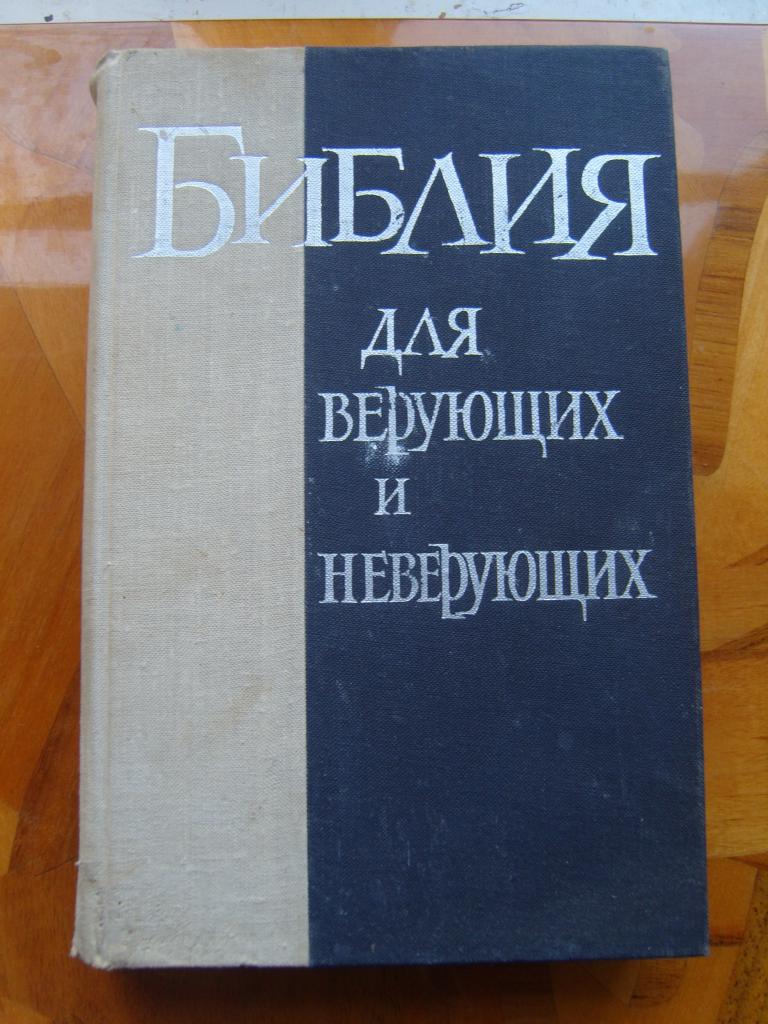 Библия
для
верующих
и
неверующих